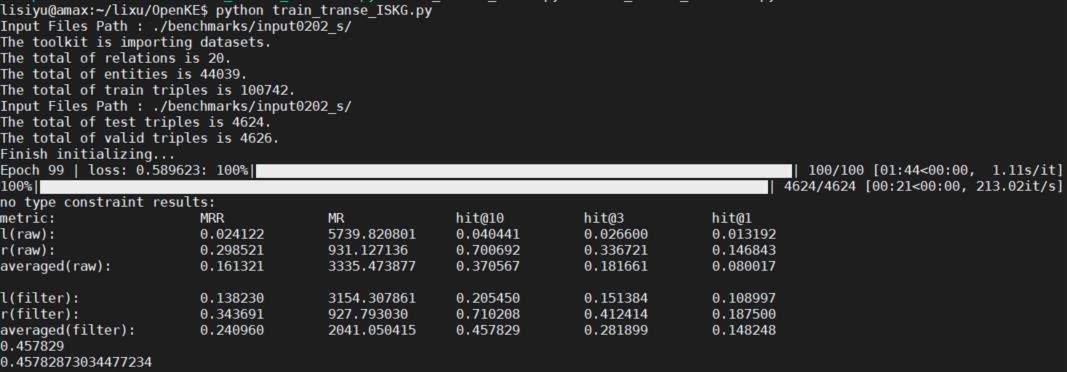 lisiyu@amax:~/lixu/OpenKE$ python train_transe_ISKG.py
Input Files Path : ./benchmarks/input0202_s/
The toolkit is importing datasets.
The total of relations is 20.
The total of entities is 44039.
The total of train triples is 100742.
Input Files Path : ./benchmarks/input0202_s/
The total of test triples is 4624.
The total of valid triples is 4626.
Finish initializing...
Epoch 99 | loss: 0.589623: 100%| | 100/100 [01:44<00:00, 1.11s/it]
100%| | 4624/4624 [00:21<00:00, 213.02it/s]
no type constraint results:
metric: MRR MR hit@10 hit@3 hit@1
l(raw): 0.024122 5739.820801 0.040441 0.026600 0.013192
r(raw): 0.298521 931.127136 0.700692 0.336721 0.146843
averaged(raw): 0.161321 3335.473877 0.370567 0.181661 0.080017
l(filter): 0.138230 3154.307861 0.205450 0.151384 0.108997
r(filter): 0.343691 927.793030 0.710208 0.412414 0.187500
averaged(filter): 0.240960 2041.050415 0.457829 0.281899 0.148248
0.457829
0.45782873034477234